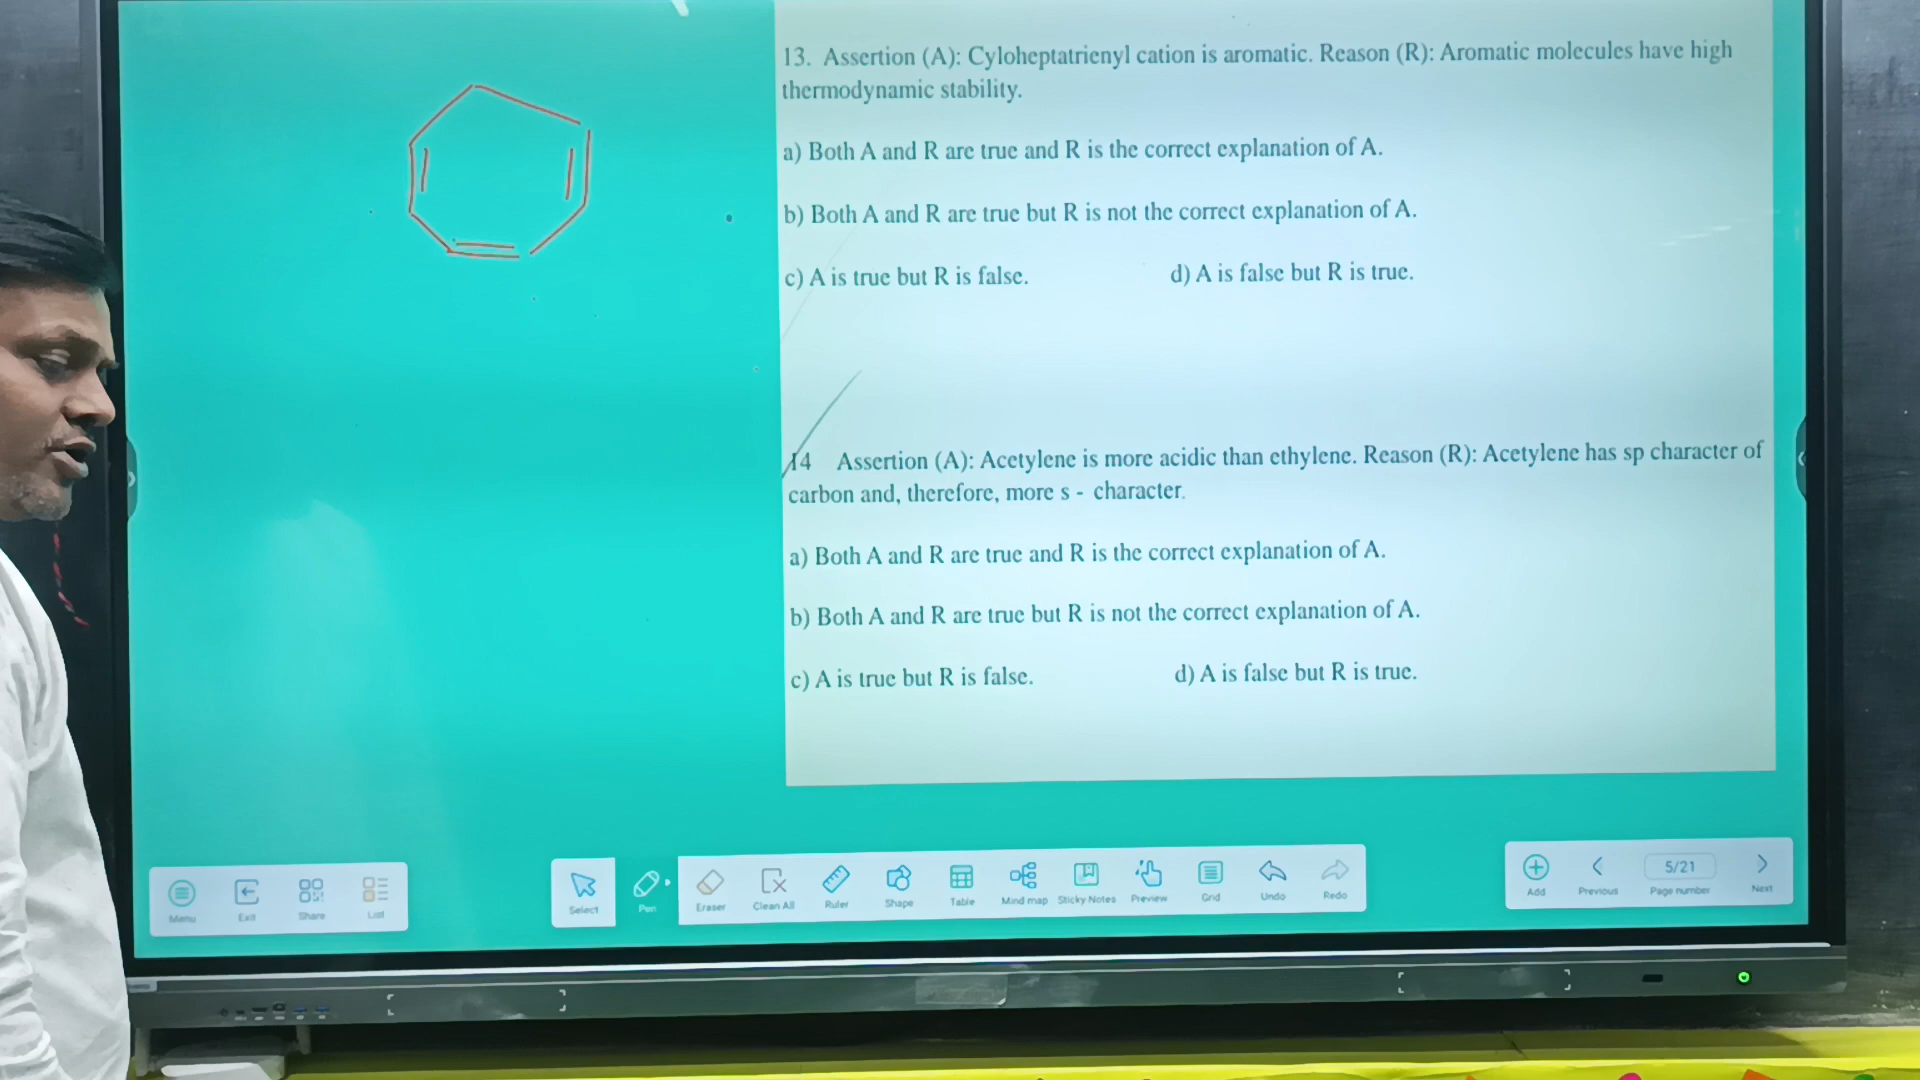 13. Assertion (A): Cyloheptatrienyl cation is aromatic. Reason (R): Aromatic molecules have high
thermodynamic stability.
a) Both A and R are true and R is the correct explanation of A.
b) Both A and R are true but R is not the correct explanation of A.
c) A is true but R is false. d) A is false but R is true.
14 Assertion (A): Acetylene is more acidic than ethylene. Reason (R): Acetylene has sp character of
carbon and, therefore, more s - character.
a) Both A and R are true and R is the correct explanation of A.
b) Both A and R are true but R is not the correct explanation of A.
c) A is true but R is false. d) A is false but R is true.
Menu Exit Share List Select Pen Eraser Clean All Ruler Shape Table Mind map Sticky Notes Preview Grid Undo Redo Add Previous 5/21 Page number Next